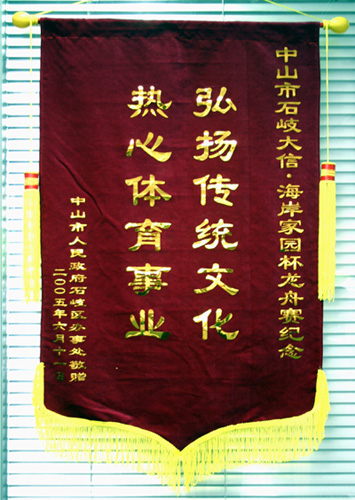 中山市石岐大信·海岸家园杯龙舟赛纪念
弘扬传统文化
热心体育事业
中山市人民政府石岐区办事处敬赠
二00五年六月十一日